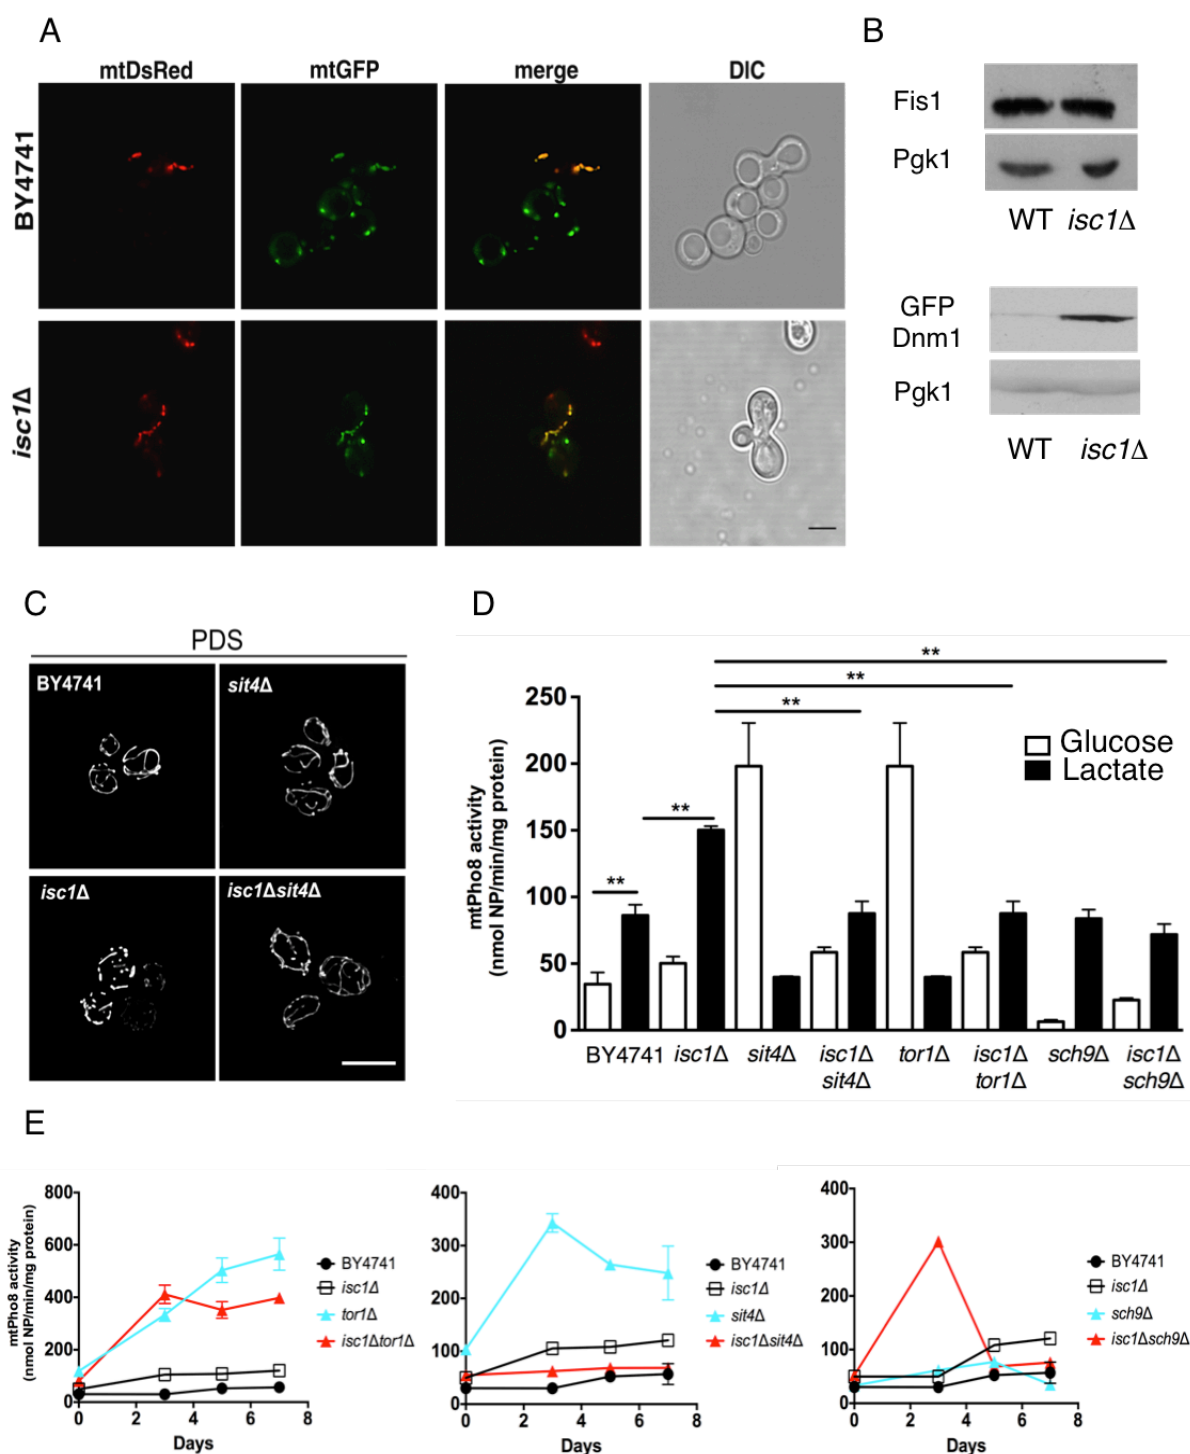 A
mtDsRed mtGFP merge DIC
BY4741
isc1Δ
B
Fis1
Pgk1
WT isc1Δ
GFP
Dnm1
Pgk1
WT isc1Δ
C
PDS
BY4741 sit4Δ
isc1Δ isc1Δsit4Δ
D
** 
**
**
**
**
Glucose
Lactate
mtPho8 activity
(nmol NP/min/mg protein)
250
200
150
100
50
0
BY4741 isc1Δ sit4Δ isc1Δ tor1Δ isc1Δ sch9Δ isc1Δ
sit4Δ tor1Δ sch9Δ
E
mtPho8 activity
(nmol NP/min/mg protein)
800
600
400
200
0
0 2 4 6 8
Days
BY4741
isc1Δ
tor1Δ
isc1Δtor1Δ
400
300
200
100
0
0 2 4 6 8
Days
BY4741
isc1Δ
sit4Δ
isc1Δsit4Δ
400
300
200
100
0
0 2 4 6 8
Days
BY4741
isc1Δ
sch9Δ
isc1Δsch9Δ